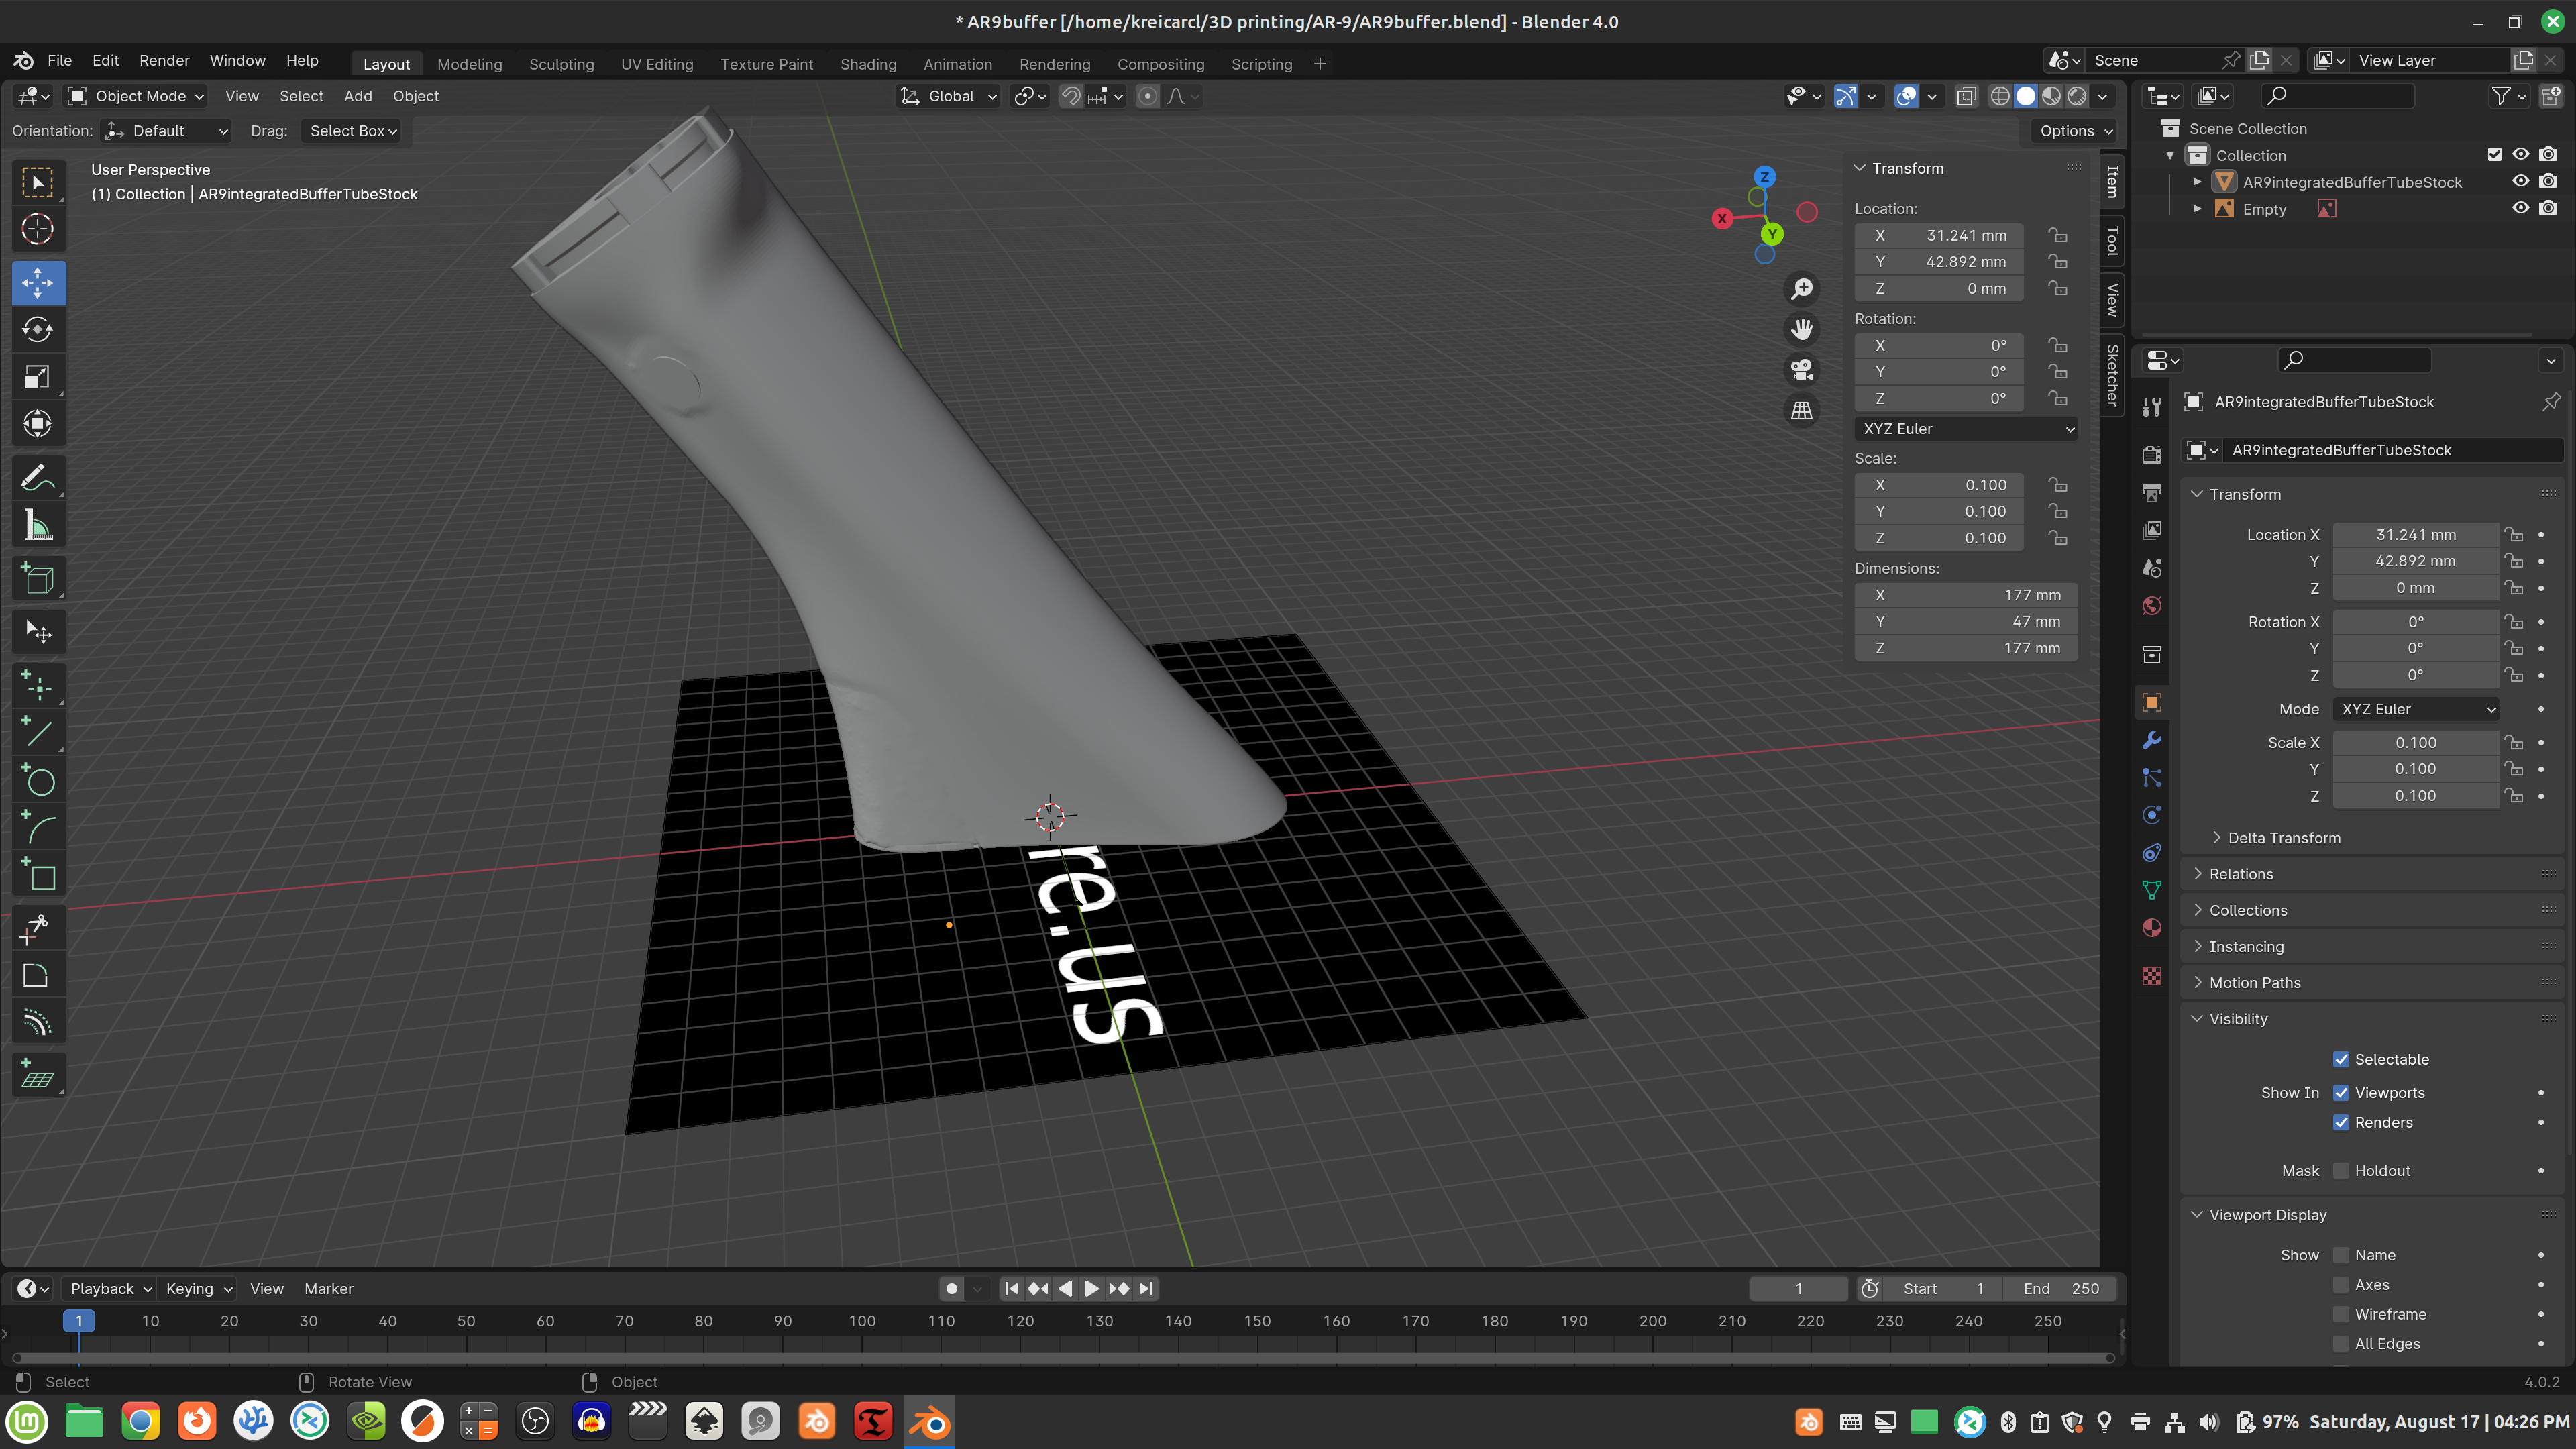 * AR9buffer [/home/kreicarcl/3D printing/AR-9/AR9buffer.blend] - Blender 4.0
File Edit Render Window Help Layout Modeling Sculpting UV Editing Texture Paint Shading Animation Rendering Compositing Scripting + Scene View Layer
Object Mode View Select Add Object Global
Orientation: Default Drag: Select Box Options
User Perspective
(1) Collection | AR9integratedBufferTubeStock
Z
X
Y
re.us
Transform
Location:
X 31.241 mm
Y 42.892 mm
Z 0 mm
Rotation:
X 0°
Y 0°
Z 0°
XYZ Euler
Scale:
X 0.100
Y 0.100
Z 0.100
Dimensions:
X 177 mm
Y 47 mm
Z 177 mm
Item
Tool
View
Sketcher
Scene Collection
Collection
AR9integratedBufferTubeStock
Empty
AR9integratedBufferTubeStock
AR9integratedBufferTubeStock
Transform
Location X 31.241 mm
Y 42.892 mm
Z 0 mm
Rotation X 0°
Y 0°
Z 0°
Mode XYZ Euler
Scale X 0.100
Y 0.100
Z 0.100
Delta Transform
Relations
Collections
Instancing
Motion Paths
Visibility
Selectable
Show In Viewports
Renders
Mask Holdout
Viewport Display
Show Name
Axes
Wireframe
All Edges
Playback Keying View Marker 1 Start 1 End 250
1 10 20 30 40 50 60 70 80 90 100 110 120 130 140 150 160 170 180 190 200 210 220 230 240 250
Select Rotate View Object 4.0.2
97% Saturday, August 17 | 04:26 PM